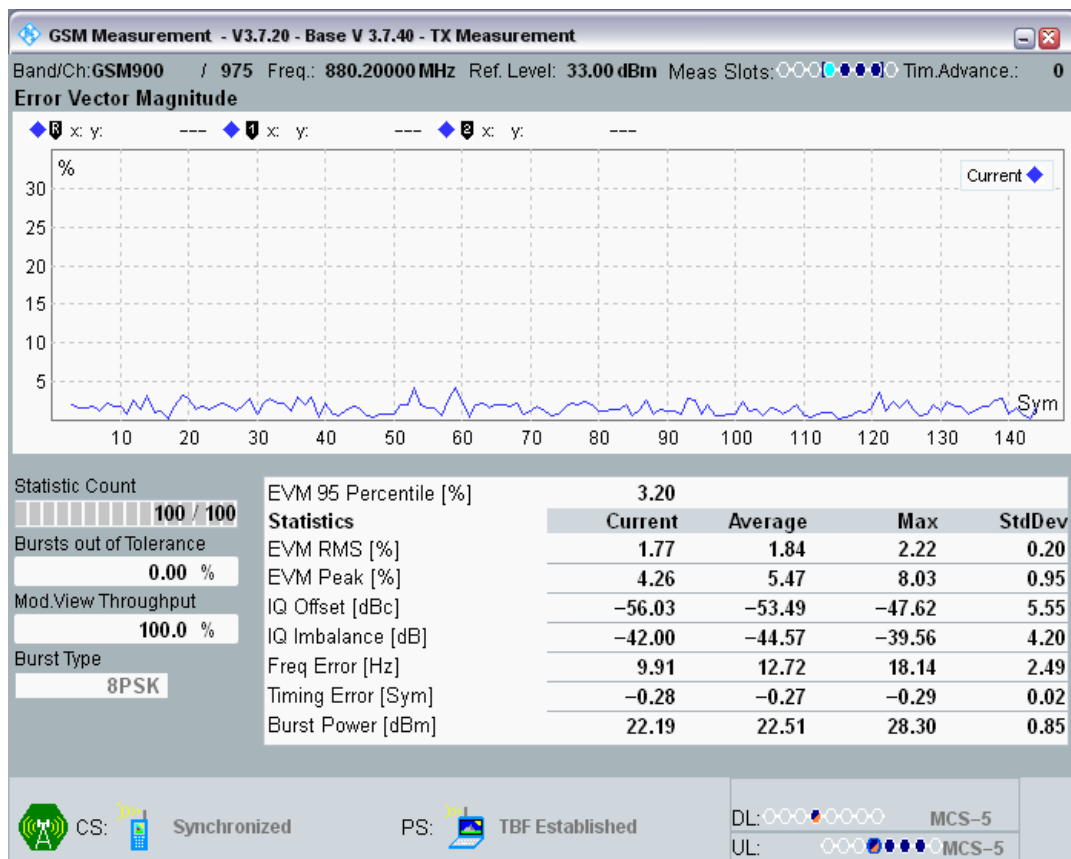 GSM Measurement - V3.7.20 - Base V 3.7.40 - TX Measurement
Band/Ch:GSM900 / 975 Freq.: 880.20000 MHz Ref. Level: 33.00 dBm Meas Slots: Tim.Advance.: 0
Error Vector Magnitude
R x: y: --- 1 x: y: --- 2 x: y: ---
%
Current
30
25
20
15
10
5
Sym
10 20 30 40 50 60 70 80 90 100 110 120 130 140
Statistic Count
100 / 100
Bursts out of Tolerance
0.00 %
Mod.View Throughput
100.0 %
Burst Type
8PSK
EVM 95 Percentile [%] 3.20
Statistics Current Average Max StdDev
EVM RMS [%] 1.77 1.84 2.22 0.20
EVM Peak [%] 4.26 5.47 8.03 0.95
IQ Offset [dBc] −56.03 −53.49 −47.62 5.55
IQ Imbalance [dB] −42.00 −44.57 −39.56 4.20
Freq Error [Hz] 9.91 12.72 18.14 2.49
Timing Error [Sym] −0.28 −0.27 −0.29 0.02
Burst Power [dBm] 22.19 22.51 28.30 0.85
CS: Synchronized PS: TBF Established
DL: MCS−5
UL: MCS−5